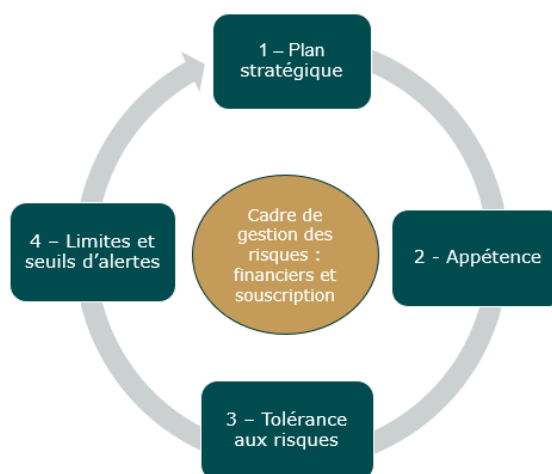 1 – Plan
stratégique
2 - Appétence
3 – Tolérance
aux risques
4 – Limites et
seuils d'alertes
Cadre de
gestion des
risques :
financiers et
souscription